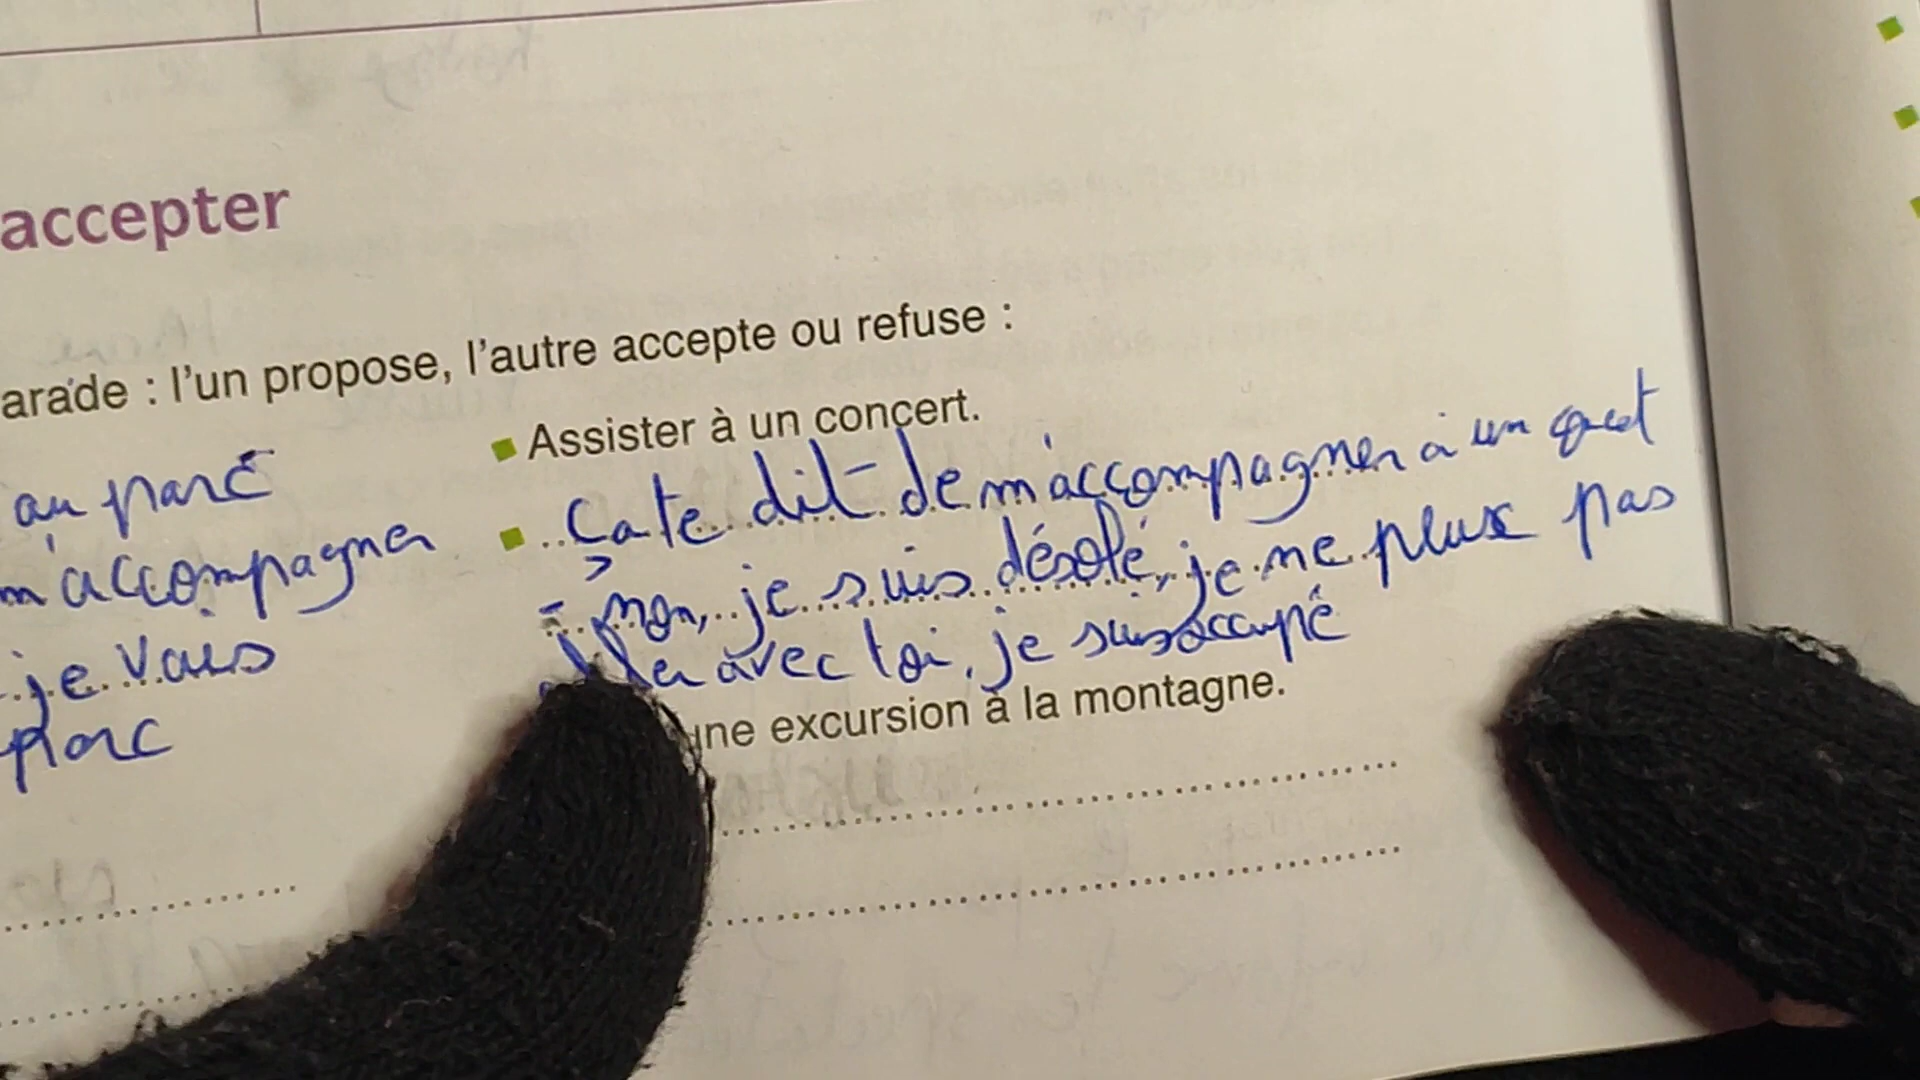 accepter
arade : l'un propose, l'autre accepte ou refuse :
au parc
m'accompagner
je vais
parc
Assister à un concert.
Ça te dit de m'accompagner à un
- non, je suis désolé, je ne peux pas
aller avec toi, je suis occupé
une excursion à la montagne.